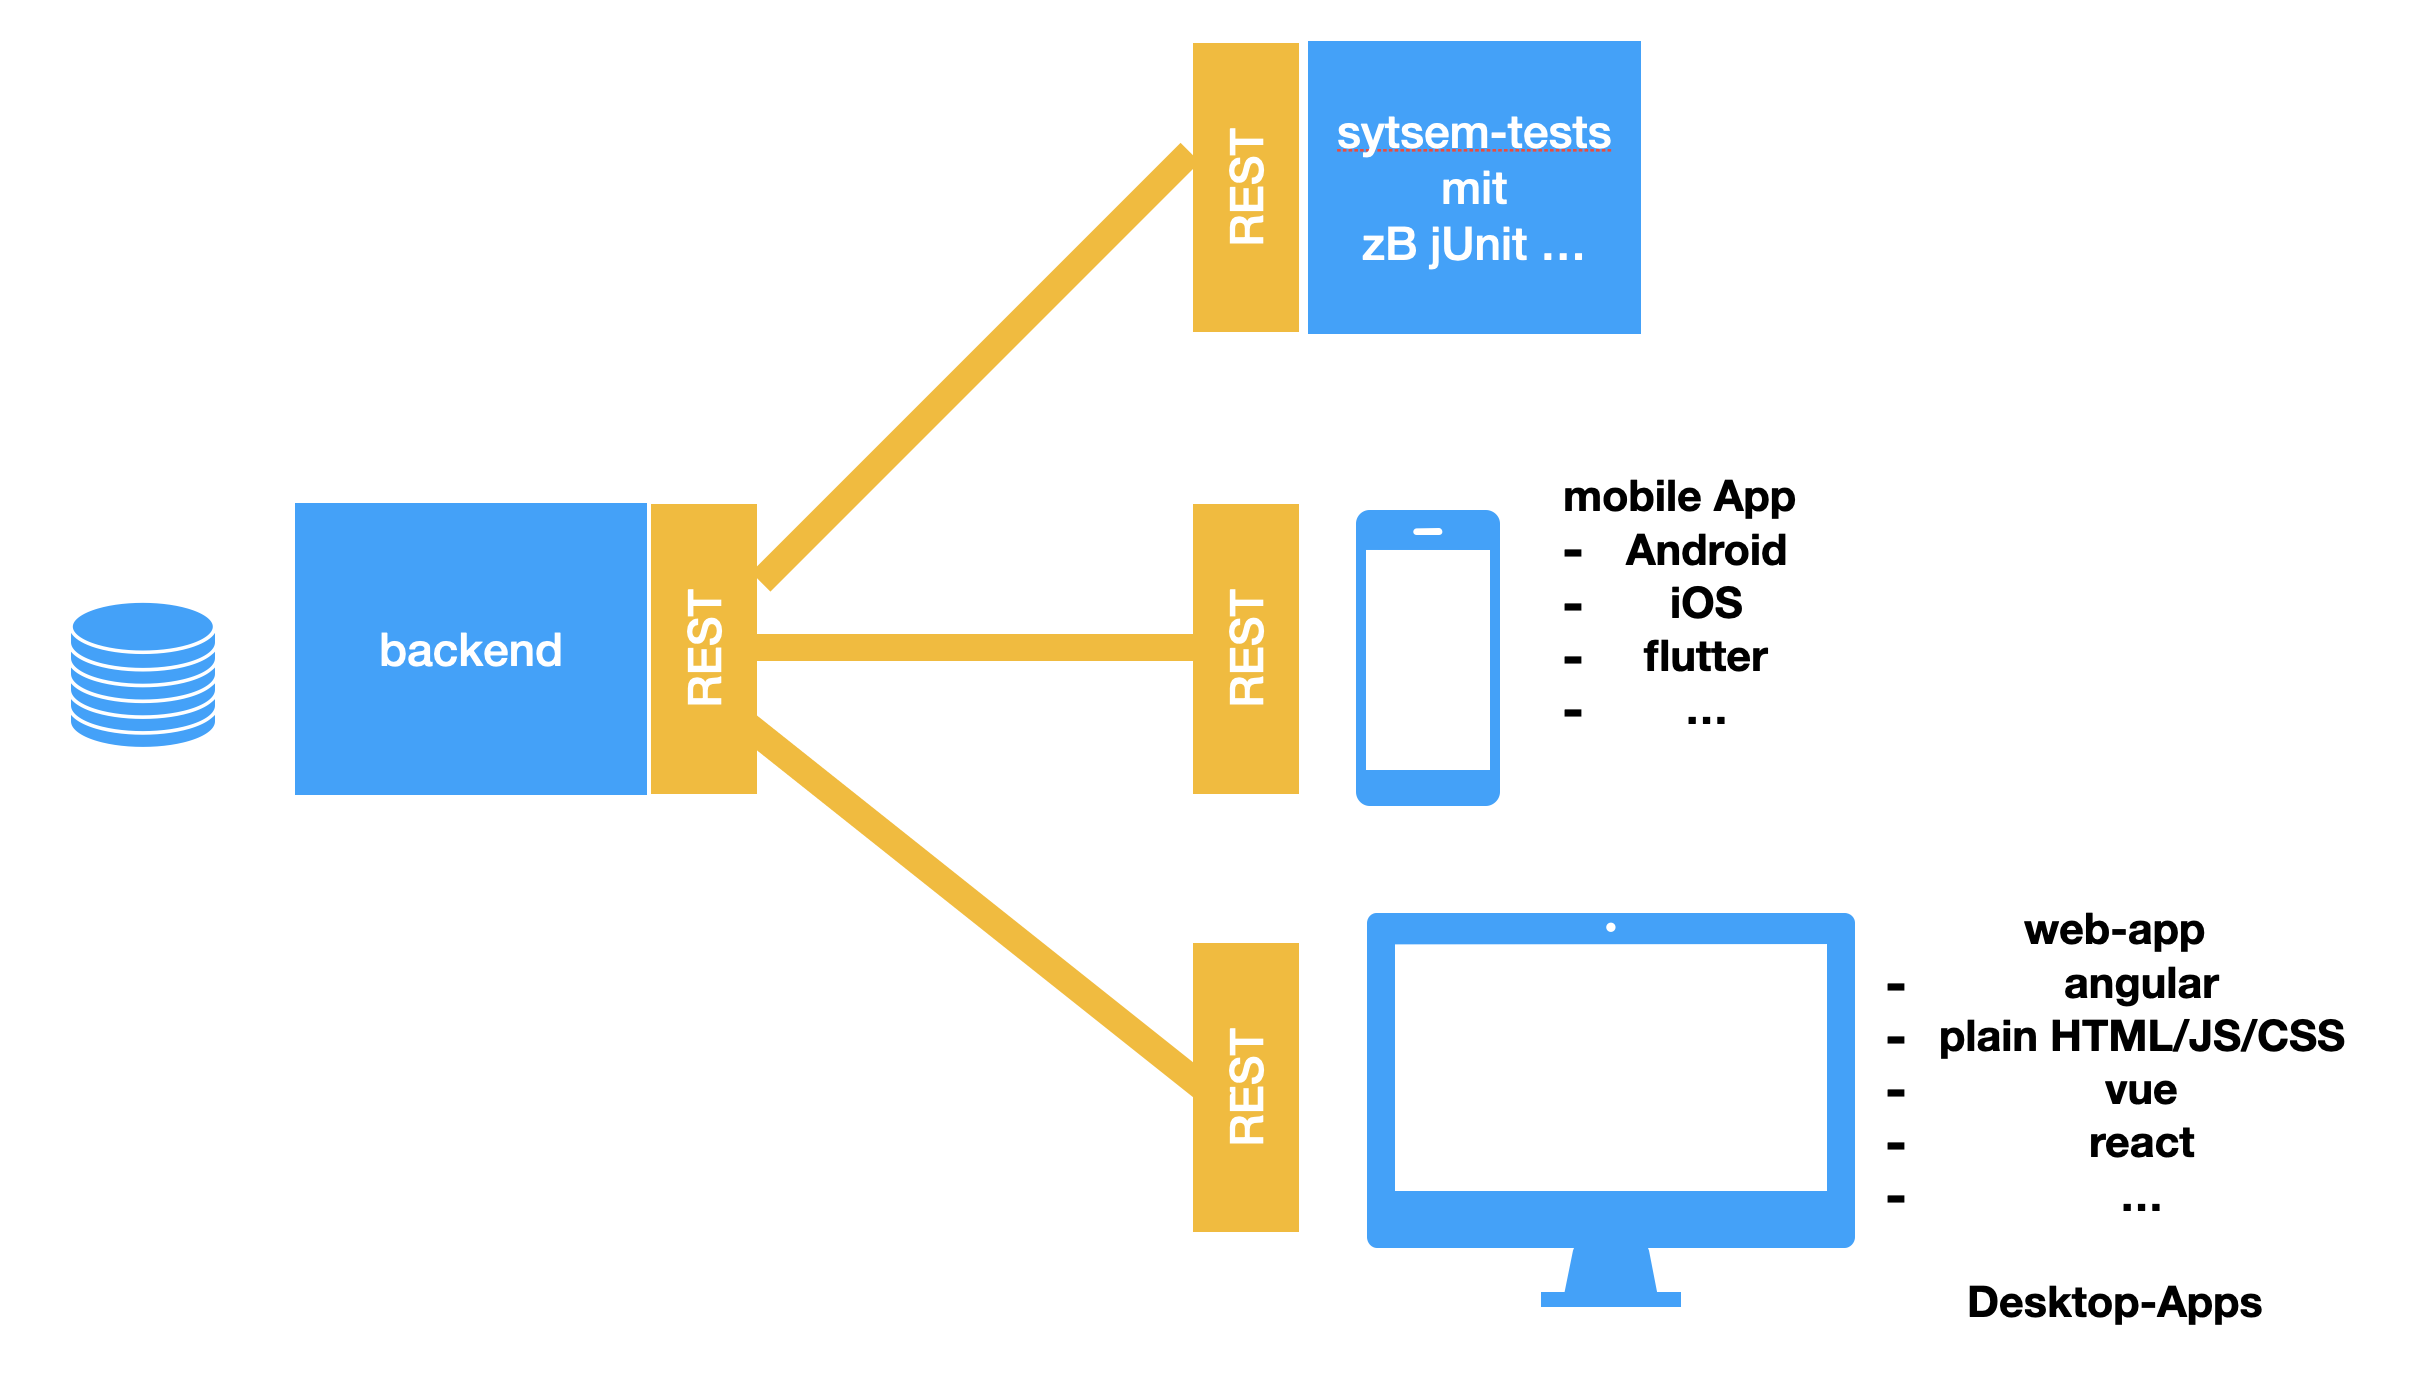 REST
sytsem-tests
mit
zB jUnit ...
backend
REST
REST
mobile App
- Android
- iOS
- flutter
- ...
REST
web-app
- angular
- plain HTML/JS/CSS
- vue
- react
- ...
Desktop-Apps